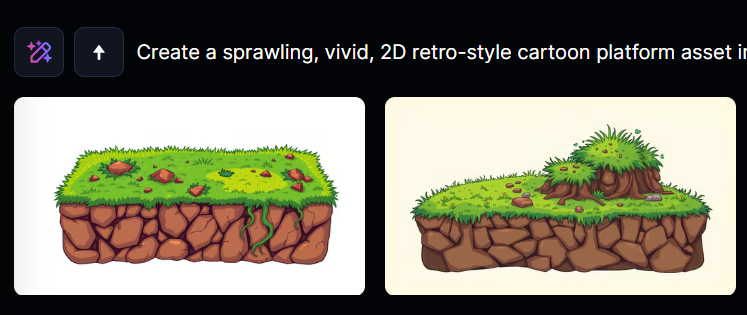 Create a sprawling, vivid, 2D retro-style cartoon platform asset